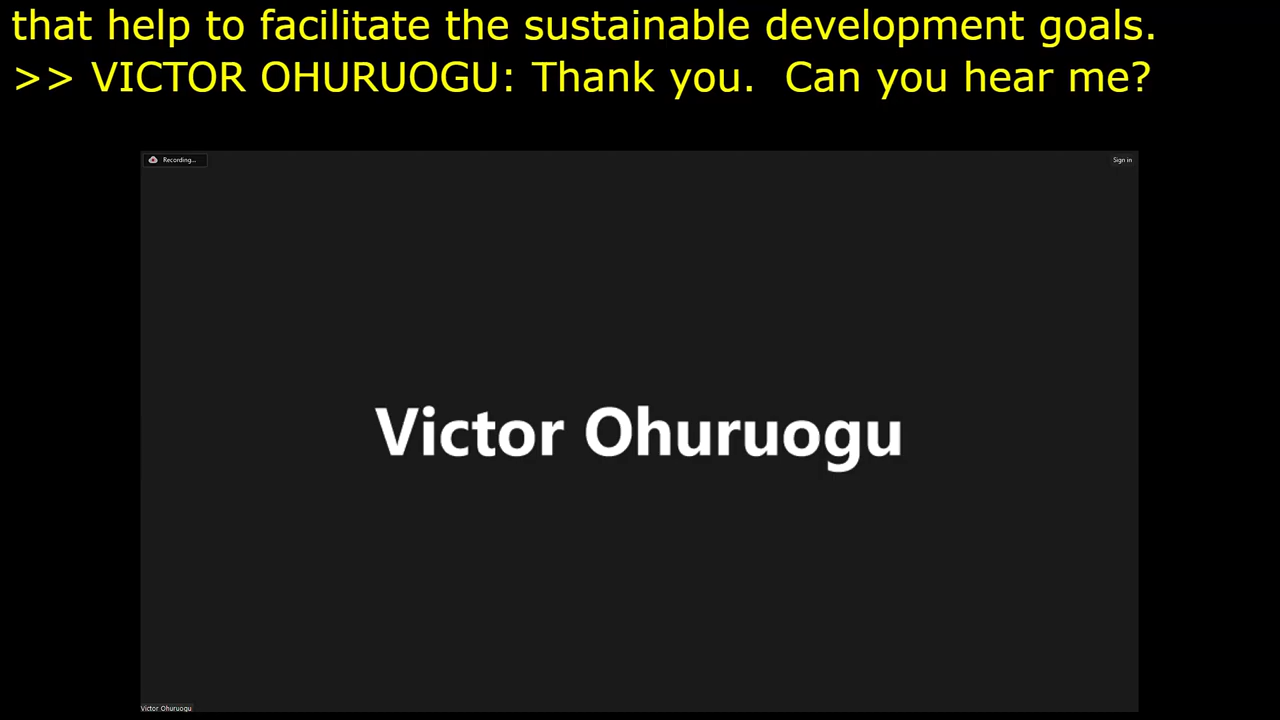 that help to facilitate the sustainable development goals.
>> VICTOR OHURUOGU: Thank you.  Can you hear me?
Recording...
Sign in
Victor Ohuruogu
Victor Ohuruogu